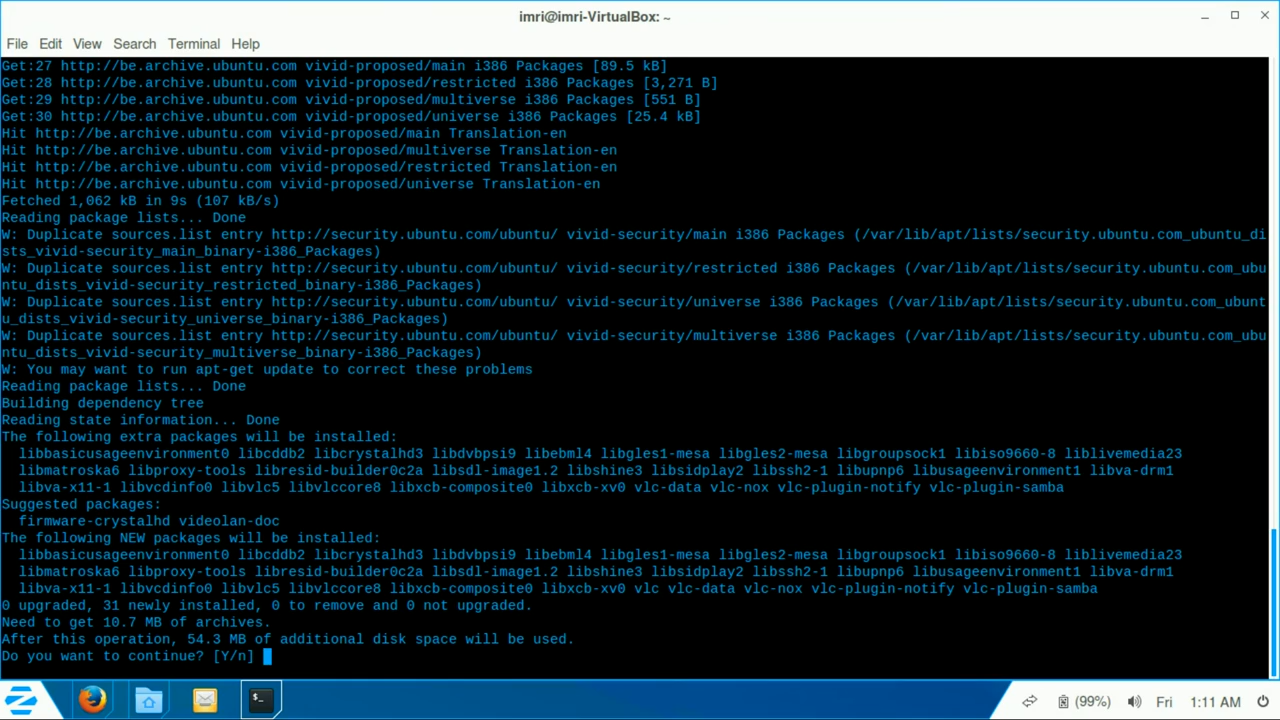 imri@imri-VirtualBox: ~
File Edit View Search Terminal Help
Get:27 http://be.archive.ubuntu.com vivid-proposed/main i386 Packages [89.5 kB]
Get:28 http://be.archive.ubuntu.com vivid-proposed/restricted i386 Packages [3,271 B]
Get:29 http://be.archive.ubuntu.com vivid-proposed/multiverse i386 Packages [551 B]
Get:30 http://be.archive.ubuntu.com vivid-proposed/universe i386 Packages [25.4 kB]
Hit http://be.archive.ubuntu.com vivid-proposed/main Translation-en
Hit http://be.archive.ubuntu.com vivid-proposed/multiverse Translation-en
Hit http://be.archive.ubuntu.com vivid-proposed/restricted Translation-en
Hit http://be.archive.ubuntu.com vivid-proposed/universe Translation-en
Fetched 1,062 kB in 9s (107 kB/s)
Reading package lists... Done
W: Duplicate sources.list entry http://security.ubuntu.com/ubuntu/ vivid-security/main i386 Packages (/var/lib/apt/lists/security.ubuntu.com_ubuntu_di
sts_vivid-security_main_binary-i386_Packages)
W: Duplicate sources.list entry http://security.ubuntu.com/ubuntu/ vivid-security/restricted i386 Packages (/var/lib/apt/lists/security.ubuntu.com_ubu
ntu_dists_vivid-security_restricted_binary-i386_Packages)
W: Duplicate sources.list entry http://security.ubuntu.com/ubuntu/ vivid-security/universe i386 Packages (/var/lib/apt/lists/security.ubuntu.com_ubunt
u_dists_vivid-security_universe_binary-i386_Packages)
W: Duplicate sources.list entry http://security.ubuntu.com/ubuntu/ vivid-security/multiverse i386 Packages (/var/lib/apt/lists/security.ubuntu.com_ubu
ntu_dists_vivid-security_multiverse_binary-i386_Packages)
W: You may want to run apt-get update to correct these problems
Reading package lists... Done
Building dependency tree
Reading state information... Done
The following extra packages will be installed:
libbasicusageenvironment0 libcddb2 libcrystalhd3 libdvbpsi9 libebml4 libgles1-mesa libgles2-mesa libgroupsock1 libiso9660-8 liblivemedia23
libmatroska6 libproxy-tools libresid-builder0c2a libsdl-image1.2 libshine3 libsidplay2 libssh2-1 libupnp6 libusageenvironment1 libva-drm1
libva-x11-1 libvcdinfo0 libvlc5 libvlccore8 libxcb-composite0 libxcb-xv0 vlc-data vlc-nox vlc-plugin-notify vlc-plugin-samba
Suggested packages:
firmware-crystalhd videolan-doc
The following NEW packages will be installed:
libbasicusageenvironment0 libcddb2 libcrystalhd3 libdvbpsi9 libebml4 libgles1-mesa libgles2-mesa libgroupsock1 libiso9660-8 liblivemedia23
libmatroska6 libproxy-tools libresid-builder0c2a libsdl-image1.2 libshine3 libsidplay2 libssh2-1 libupnp6 libusageenvironment1 libva-drm1
libva-x11-1 libvcdinfo0 libvlc5 libvlccore8 libxcb-composite0 libxcb-xv0 vlc vlc-data vlc-nox vlc-plugin-notify vlc-plugin-samba
0 upgraded, 31 newly installed, 0 to remove and 0 not upgraded.
Need to get 10.7 MB of archives.
After this operation, 54.3 MB of additional disk space will be used.
Do you want to continue? [Y/n]
(99%) Fri 1:11 AM